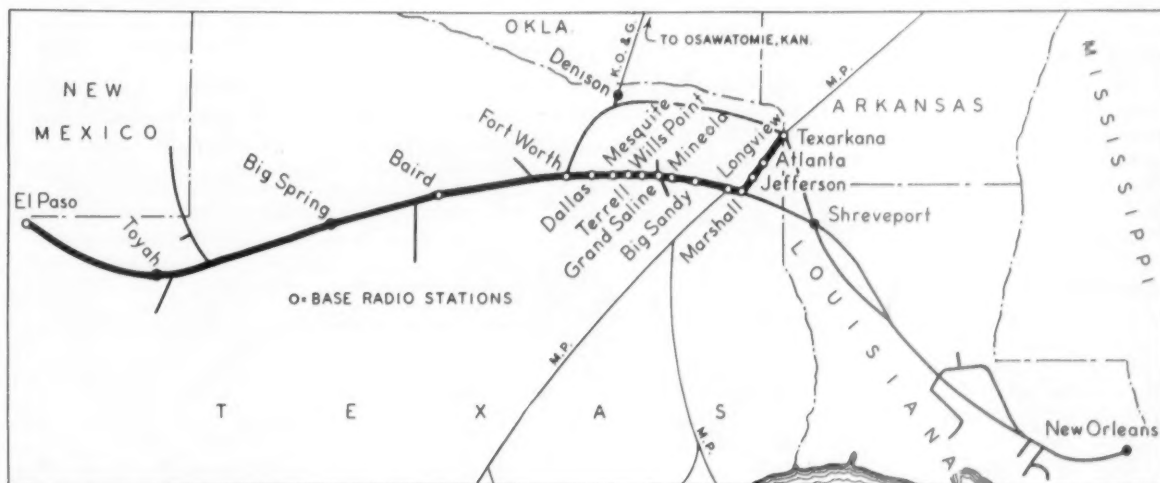 NEW
MEXICO
OKLA.
TO OSAWATOMIE, KAN.
K.O.&G.
Denison
M.P.
ARKANSAS
MISSISSIPPI
El Paso
Toyah
Big Spring
Baird
Fort Worth
Dallas
Mesquite
Terrell
Wills Point
Grand Saline
Mineola
Big Sandy
Longview
Marshall
Texarkana
Atlanta
Jefferson
Shreveport
O= BASE RADIO STATIONS
M.P.
M.P.
TEXAS
LOUISIANA
New Orleans